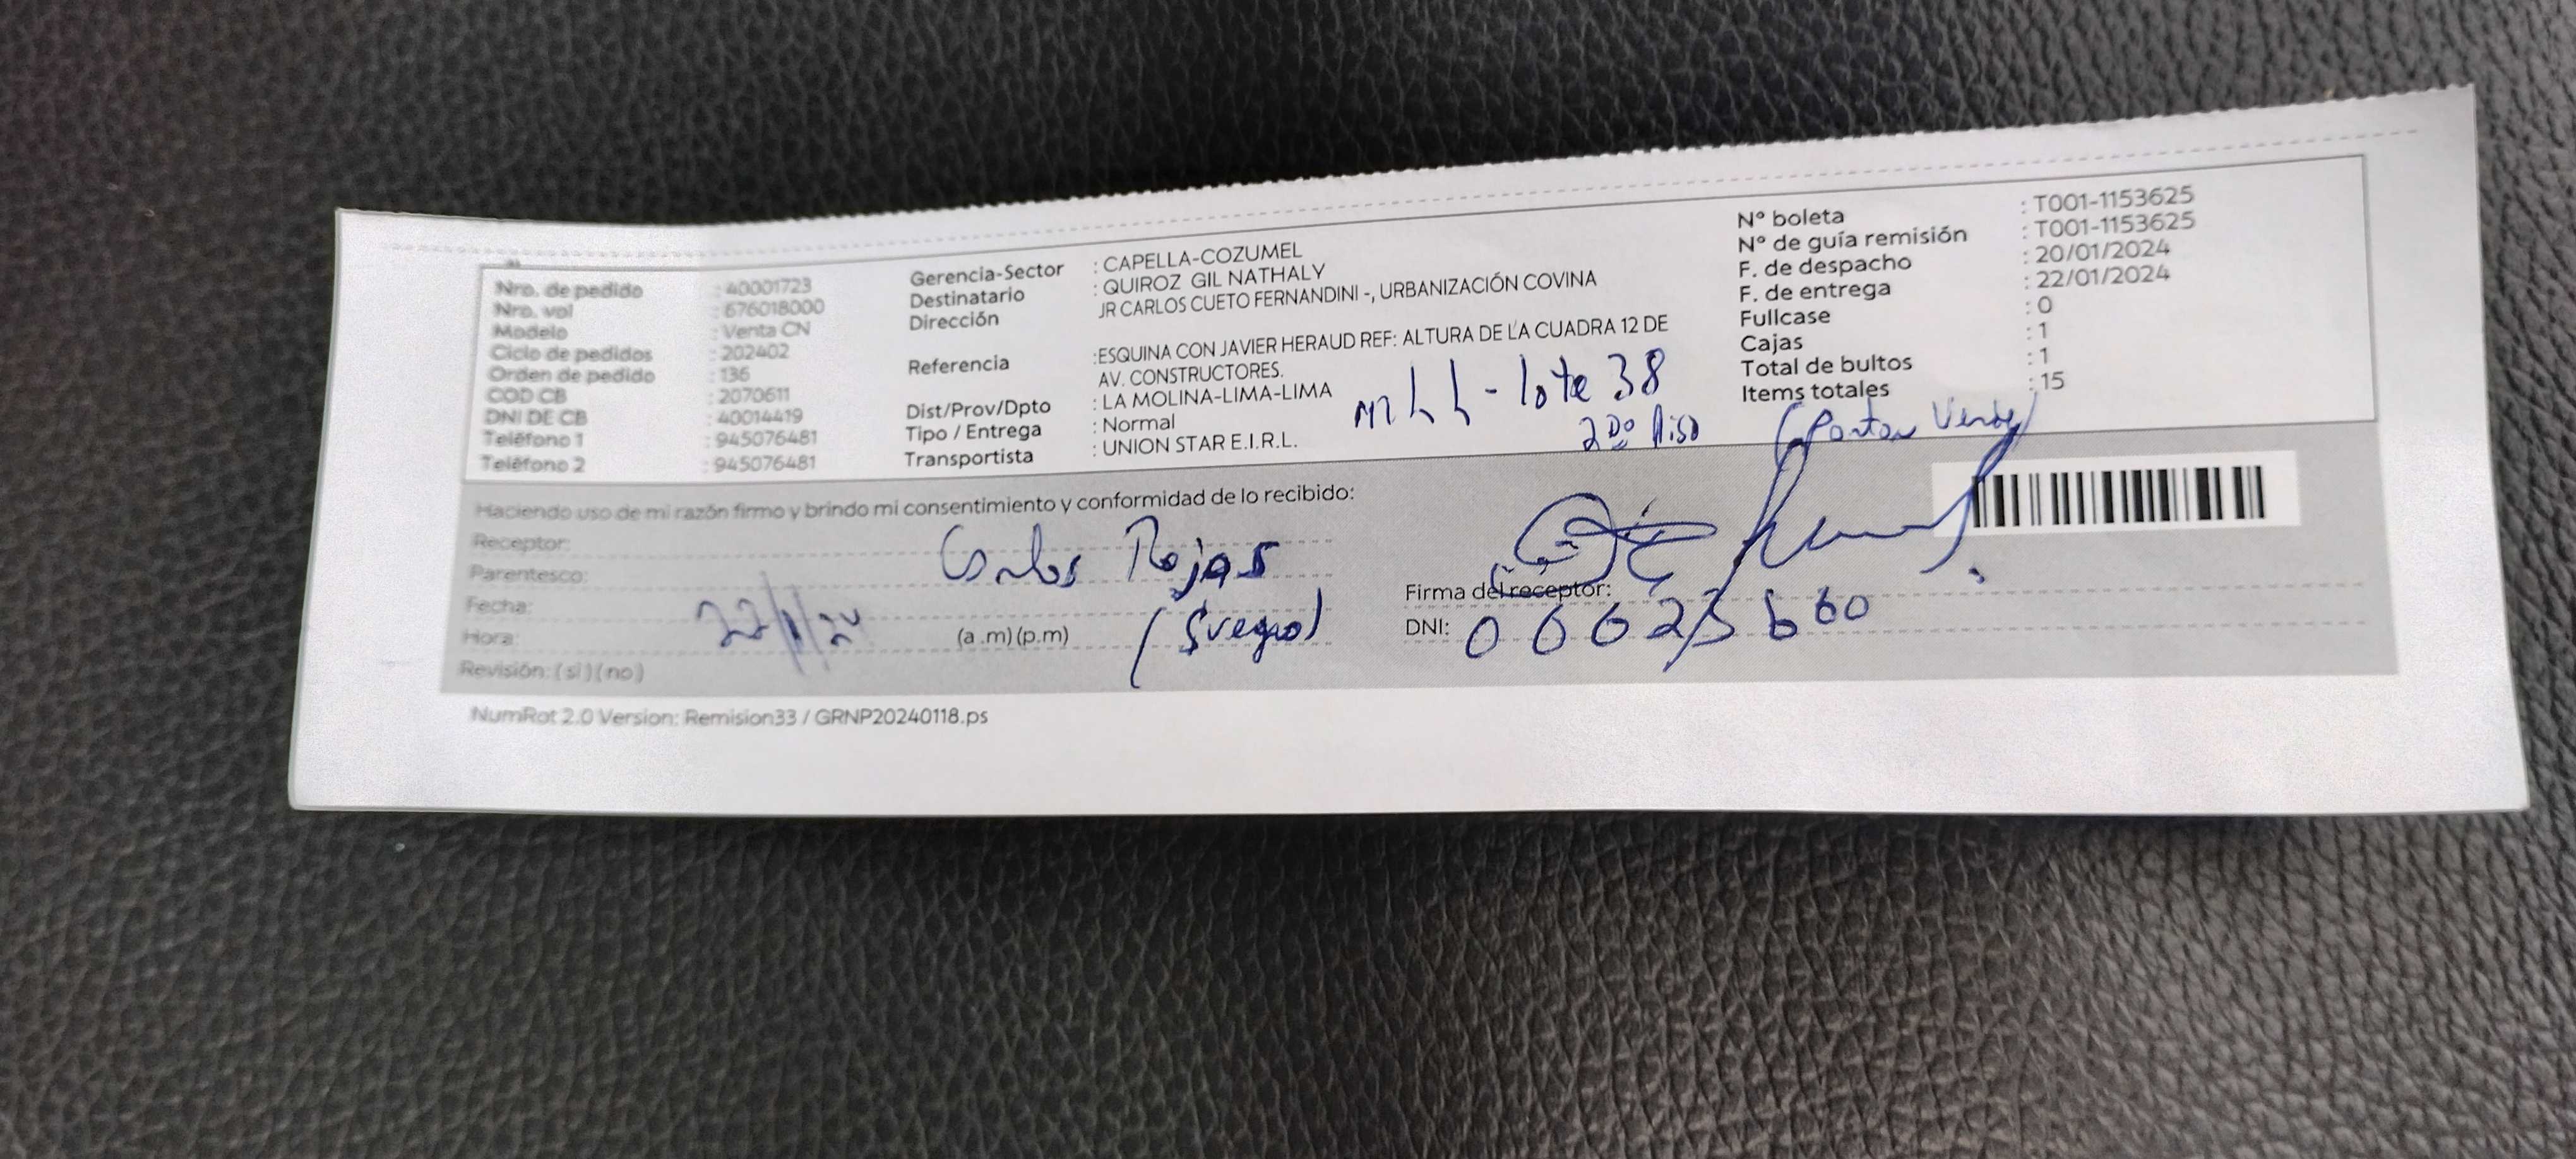 Nro. de pedido : 40001723
Nro. vol : 676018000
Modelo : Venta CN
Ciclo de pedidos : 202402
Orden de pedido : 136
COD CB : 2070611
DNI DE CB : 40014419
Teléfono 1 : 945076481
Teléfono 2 : 945076481
Gerencia-Sector : CAPELLA-COZUMEL
Destinatario : QUIROZ GIL NATHALY
Dirección JR CARLOS CUETO FERNANDINI -, URBANIZACIÓN COVINA
Referencia :ESQUINA CON JAVIER HERAUD REF: ALTURA DE LA CUADRA 12 DE
AV. CONSTRUCTORES.
Dist/Prov/Dpto : LA MOLINA-LIMA-LIMA
Tipo / Entrega : Normal
Transportista : UNION STAR E.I.R.L.
- lote 38
2do Piso
Nº boleta : T001-1153625
Nº de guía remisión : T001-1153625
F. de despacho : 20/01/2024
F. de entrega : 22/01/2024
Fullcase : 0
Cajas : 1
Total de bultos : 1
Items totales : 15
(Porton Verde)
Haciendo uso de mi razón firmo y brindo mi consentimiento y conformidad de lo recibido:
Receptor: Carlos Rojas
Parentesco:
Fecha:
Hora: (a .m) (p.m) (Suegro)
Revisión: (si) (no)
Firma del receptor:
DNI:
NumRot 2.0 Version: Remision33 / GRNP20240118.ps